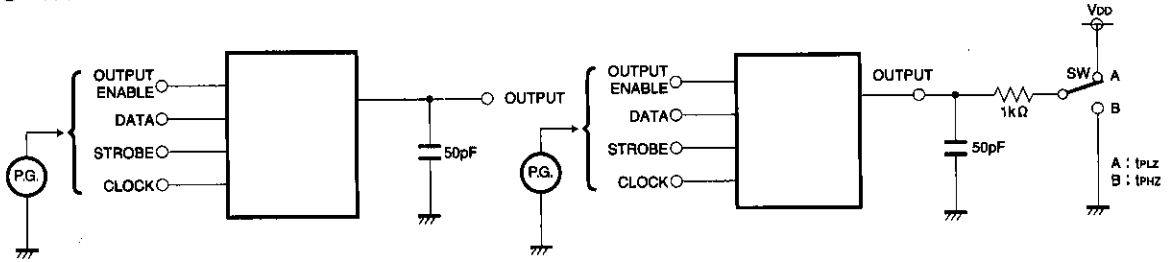 OUTPUT
ENABLE
DATA
STROBE
CLOCK
P.G.
OUTPUT
50pF
OUTPUT
ENABLE
DATA
STROBE
CLOCK
P.G.
OUTPUT
1kΩ
50pF
VDD
SW
A
B
A : tPLZ
B : tPHZ